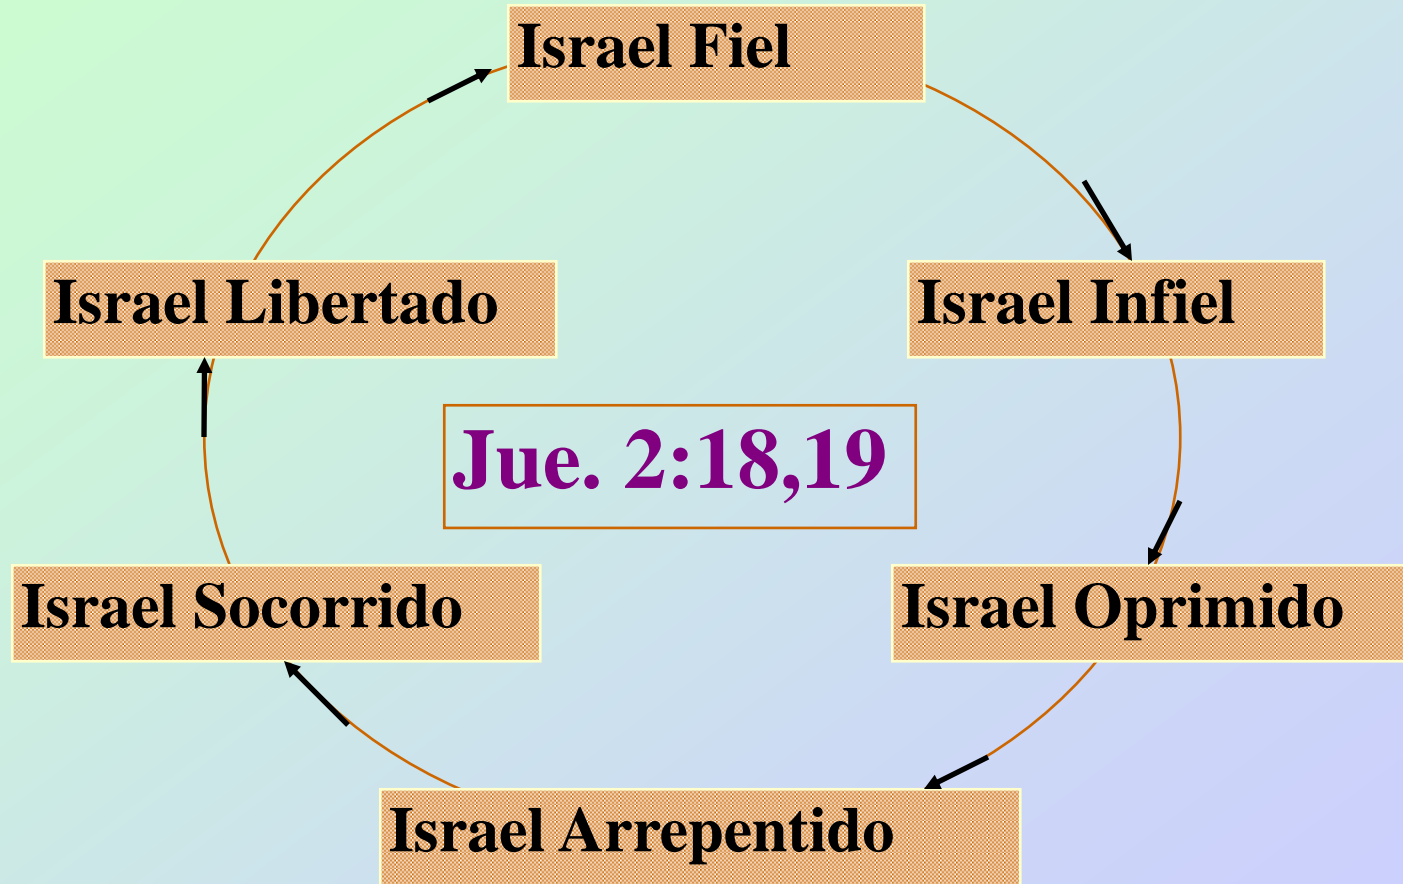 Israel Fiel
Israel Libertado
Israel Infiel
Jue. 2:18,19
Israel Socorrido
Israel Oprimido
Israel Arrepentido